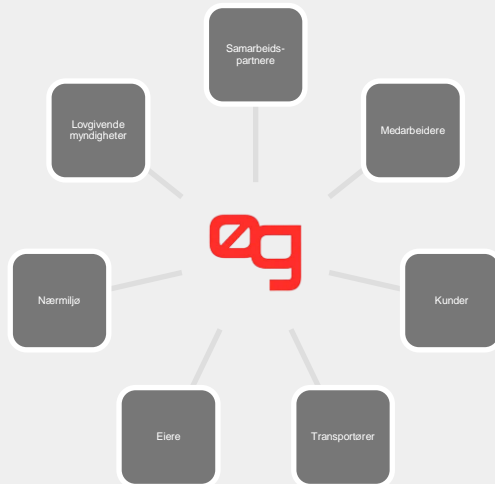 Samarbeids-
partnere
Lovgivende
myndigheter
Medarbeidere
øg
Nærmiljø
Kunder
Eiere
Transportører